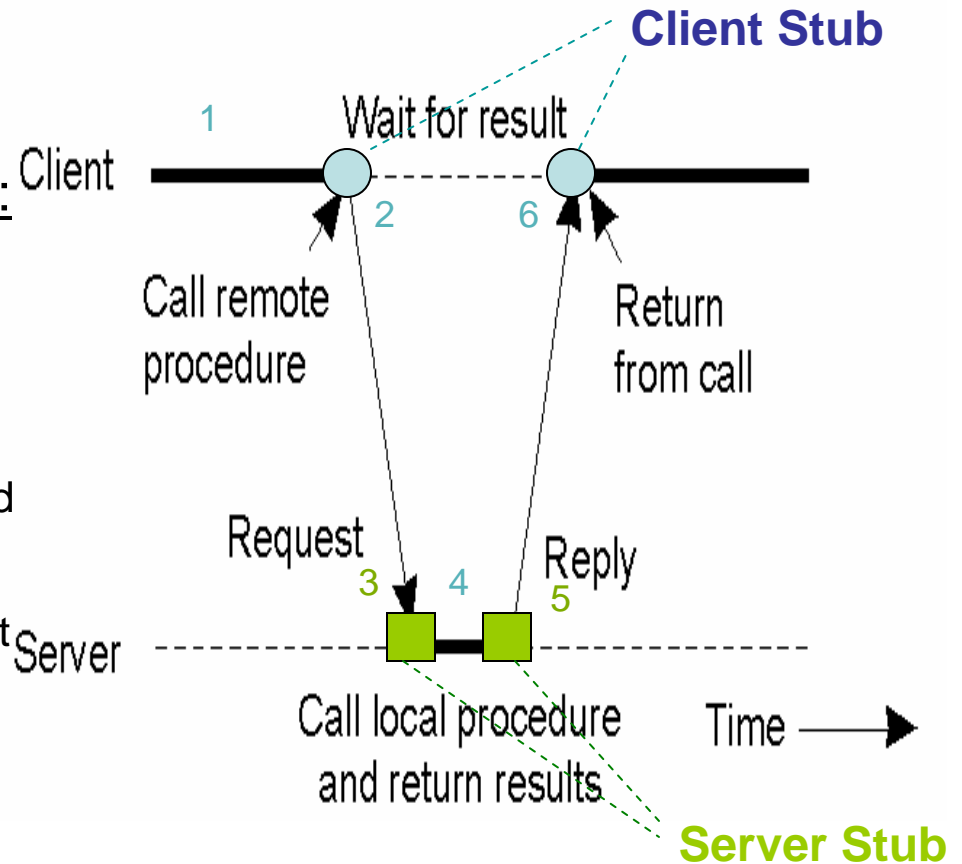 Client Stub
1
Wait for result
: Client
2
6
Call remote
procedure
Return
from call
d
Request
Reply
3
4
5
t
Server
Call local procedure
and return results
Time
Server Stub